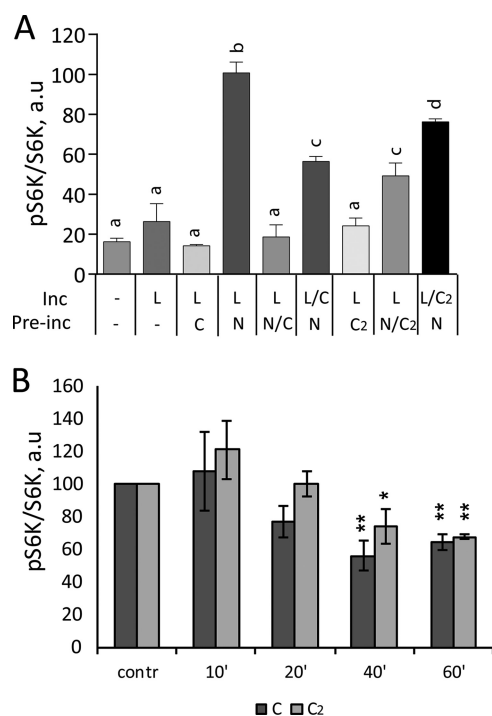 A
pS6K/S6K, a.u
120
100
80
60
40
20
0
a
a
a
b
a
c
a
c
d
Inc - L L L L L/C L L L/C2
Pre-inc - - C N N/C N C2 N/C2 N
B
pS6K/S6K, a.u
160
140
120
100
80
60
40
20
0
**
*
**
**
contr 10' 20' 40' 60'
C C2